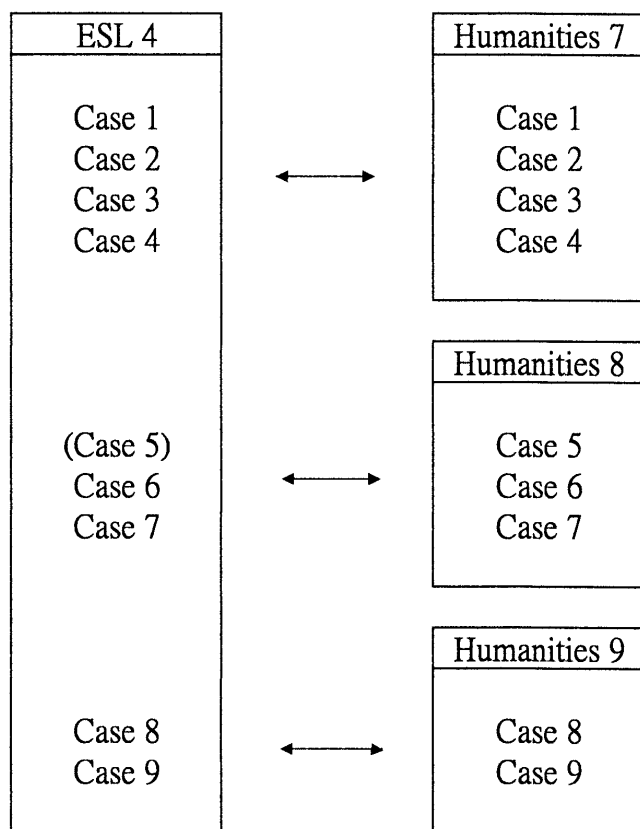 ESL 4
Case 1
Case 2
Case 3
Case 4
(Case 5)
Case 6
Case 7
Case 8
Case 9
Humanities 7
Case 1
Case 2
Case 3
Case 4
Humanities 8
Case 5
Case 6
Case 7
Humanities 9
Case 8
Case 9